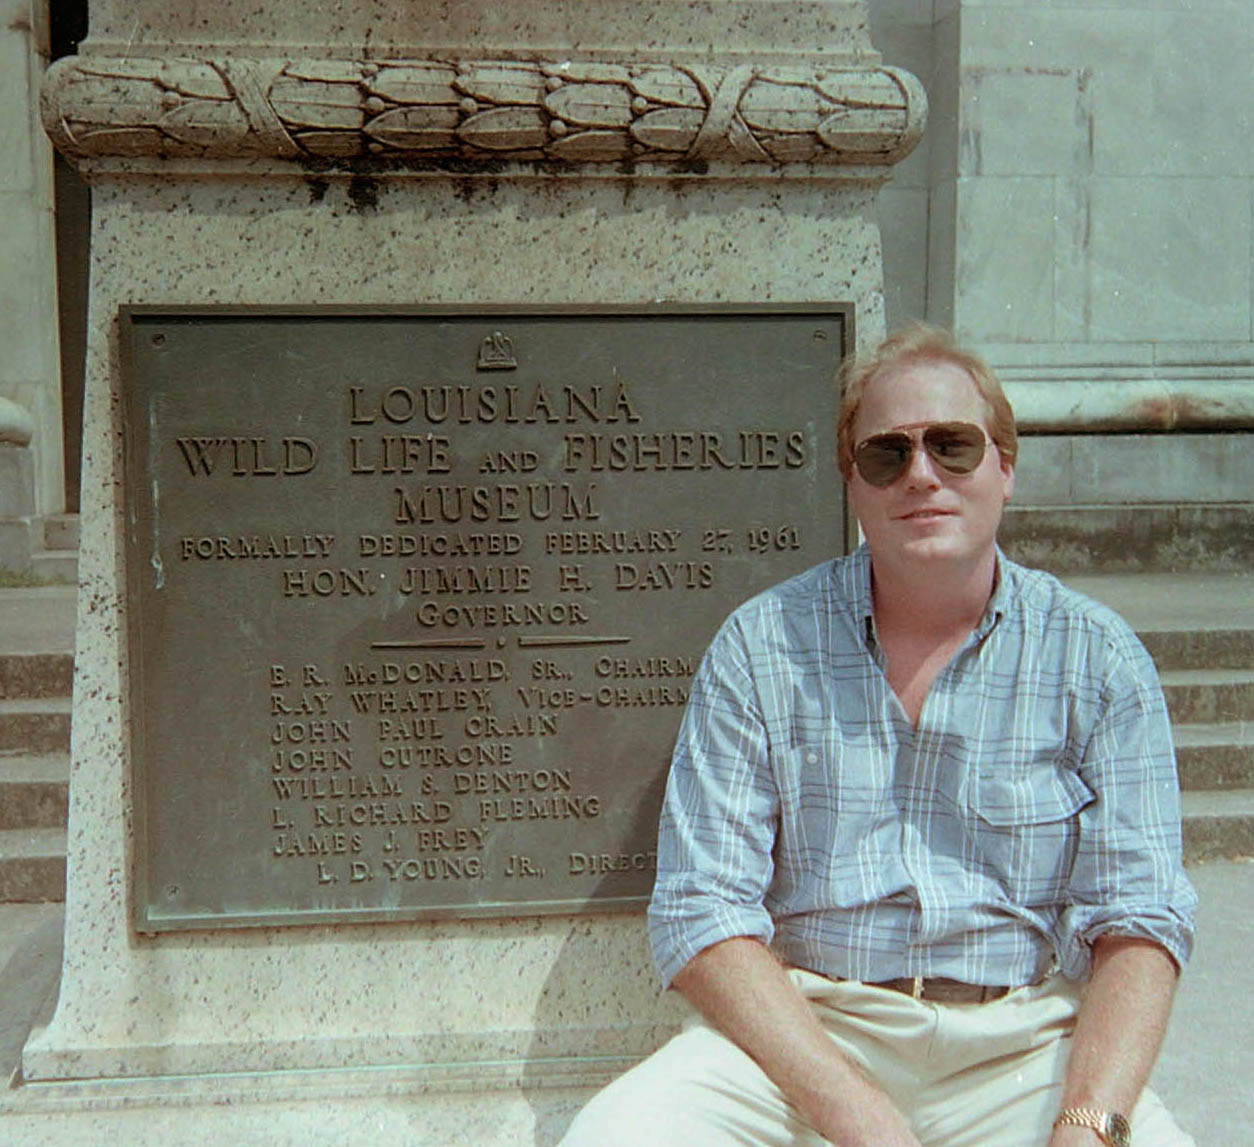 LOUISIANA
WILD LIFE AND FISHERIES
MUSEUM
FORMALLY DEDICATED FEBRUARY 27, 1961
HON. JIMMIE H. DAVIS
GOVERNOR
E. R. McDONALD, SR., CHAIRM
RAY WHATLEY, VICE-CHAIRM
JOHN PAUL CRAIN
JOHN CUTRONE
WILLIAM S. DENTON
L. RICHARD FLEMING
JAMES J. FREY
L. D. YOUNG, JR., DIRECT